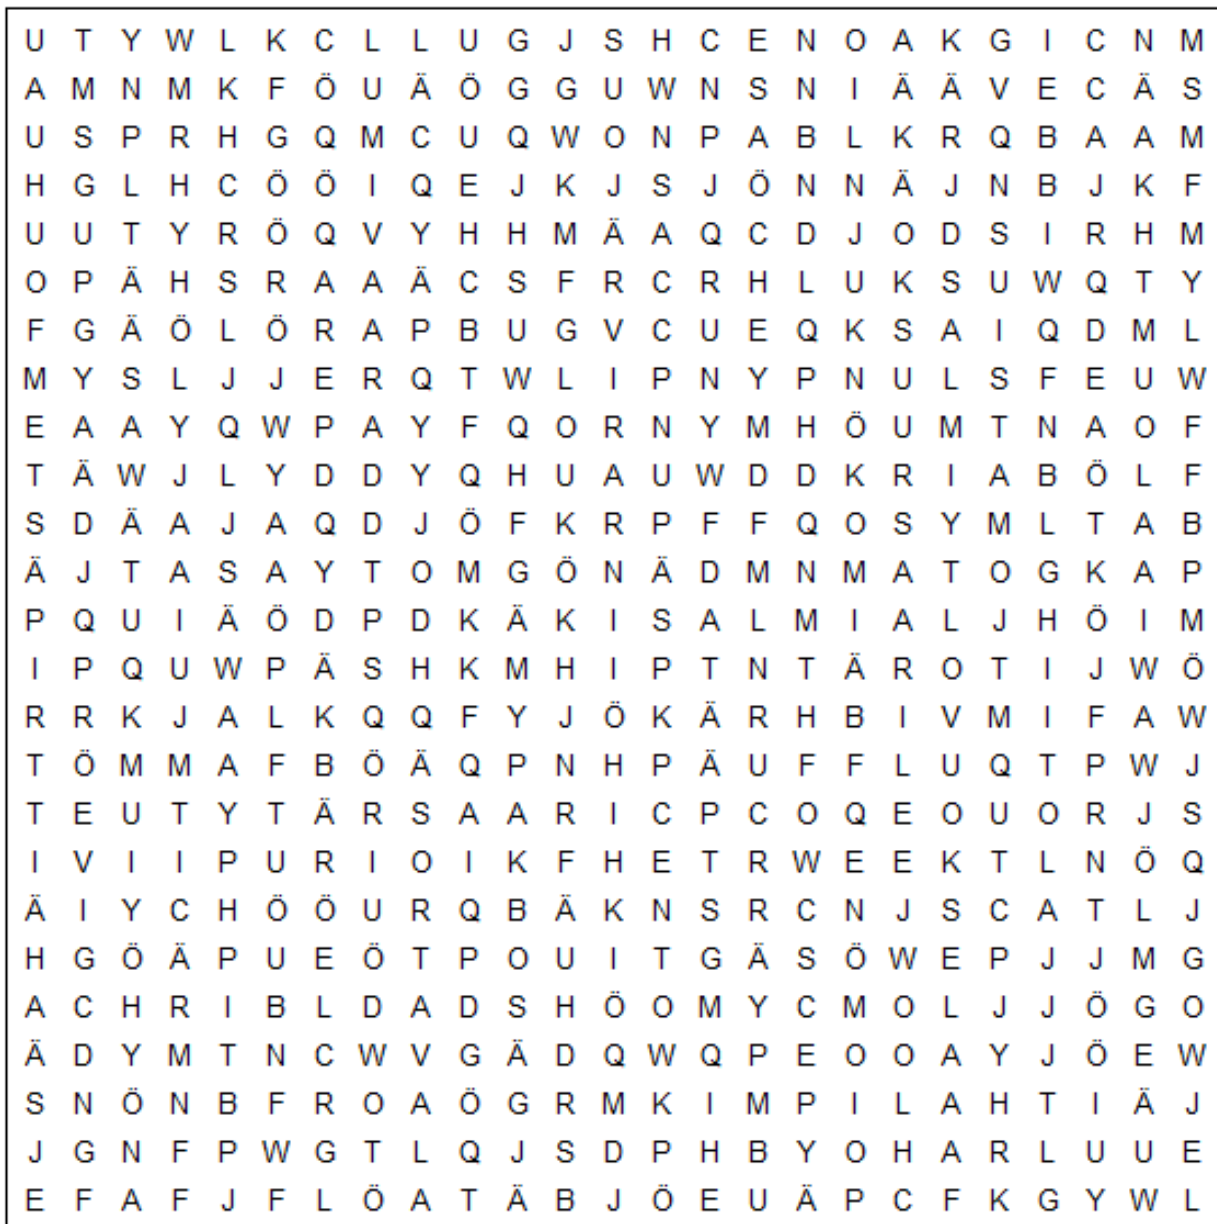 U T Y W L K C L L U G J S H C E N O A K G I C N M
A M N M K F Ö U Ä Ö G G U W N S N I Ä Ä V E C Ä S
U S P R H G Q M C U Q W O N P A B L K R Q B A A M
H G L H C Ö Ö I Q E J K J S J Ö N N Ä J N B J K F
U U T Y R Ö Q V Y H H M Ä A Q C D J O D S I R H M
O P Ä H S R A A Ä C S F R C R H L U K S U W Q T Y
F G Ä Ö L Ö R A P B U G V C U E Q K S A I Q D M L
M Y S L J J E R Q T W L I P N Y P N U L S F E U W
E A A Y Q W P A Y F Q O R N Y M H Ö U M T N A O F
T Ä W J L Y D D Y Q H U A U W D D K R I A B Ö L F
S D Ä A J A Q D J Ö F K R P F F Q O S Y M L T A B
Ä J T A S A Y T O M G Ö N Ä D M N M A T O G K A P
P Q U I Ä Ö D P D K Ä K I S A L M I A L J H Ö I M
I P Q U W P Ä S H K M H I P T N T Ä R O T I J W Ö
R R K J A L K Q Q F Y J Ö K Ä R H B I V M I F A W
T Ö M M A F B Ö Ä Q P N H P Ä U F F L U Q T P W J
T E U T Y T Ä R S A A R I C P C O Q E O U O R J S
I V I I P U R I O I K F H E T R W E E K T L N Ö Q
Ä I Y C H Ö Ö U R Q B Ä K N S R C N J S C A T L J
H G Ö Ä P U E Ö T P O U I T G Ä S Ö W E P J J M G
A C H R I B L D A D S H Ö O M Y C M O L J J Ö G O
Ä D Y M T N C W V G Ä D Q W Q P E O O A Y J Ö E W
S N Ö N B F R O A Ö G R M K I M P I L A H T I Ä J
J G N F P W G T L Q J S D P H B Y O H A R L U U E
E F A F J F L Ö A T Ä B J Ö E U Ä P C F K G Y W L